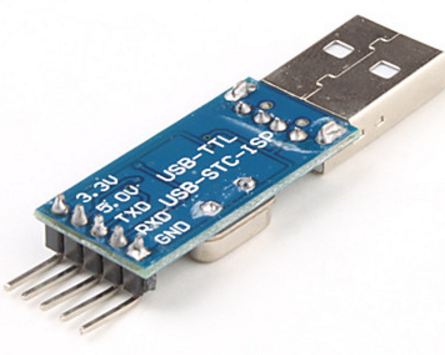 3.3V
5.0V
TXD
RXD
GND
USB-TTL
USB-STC-ISP